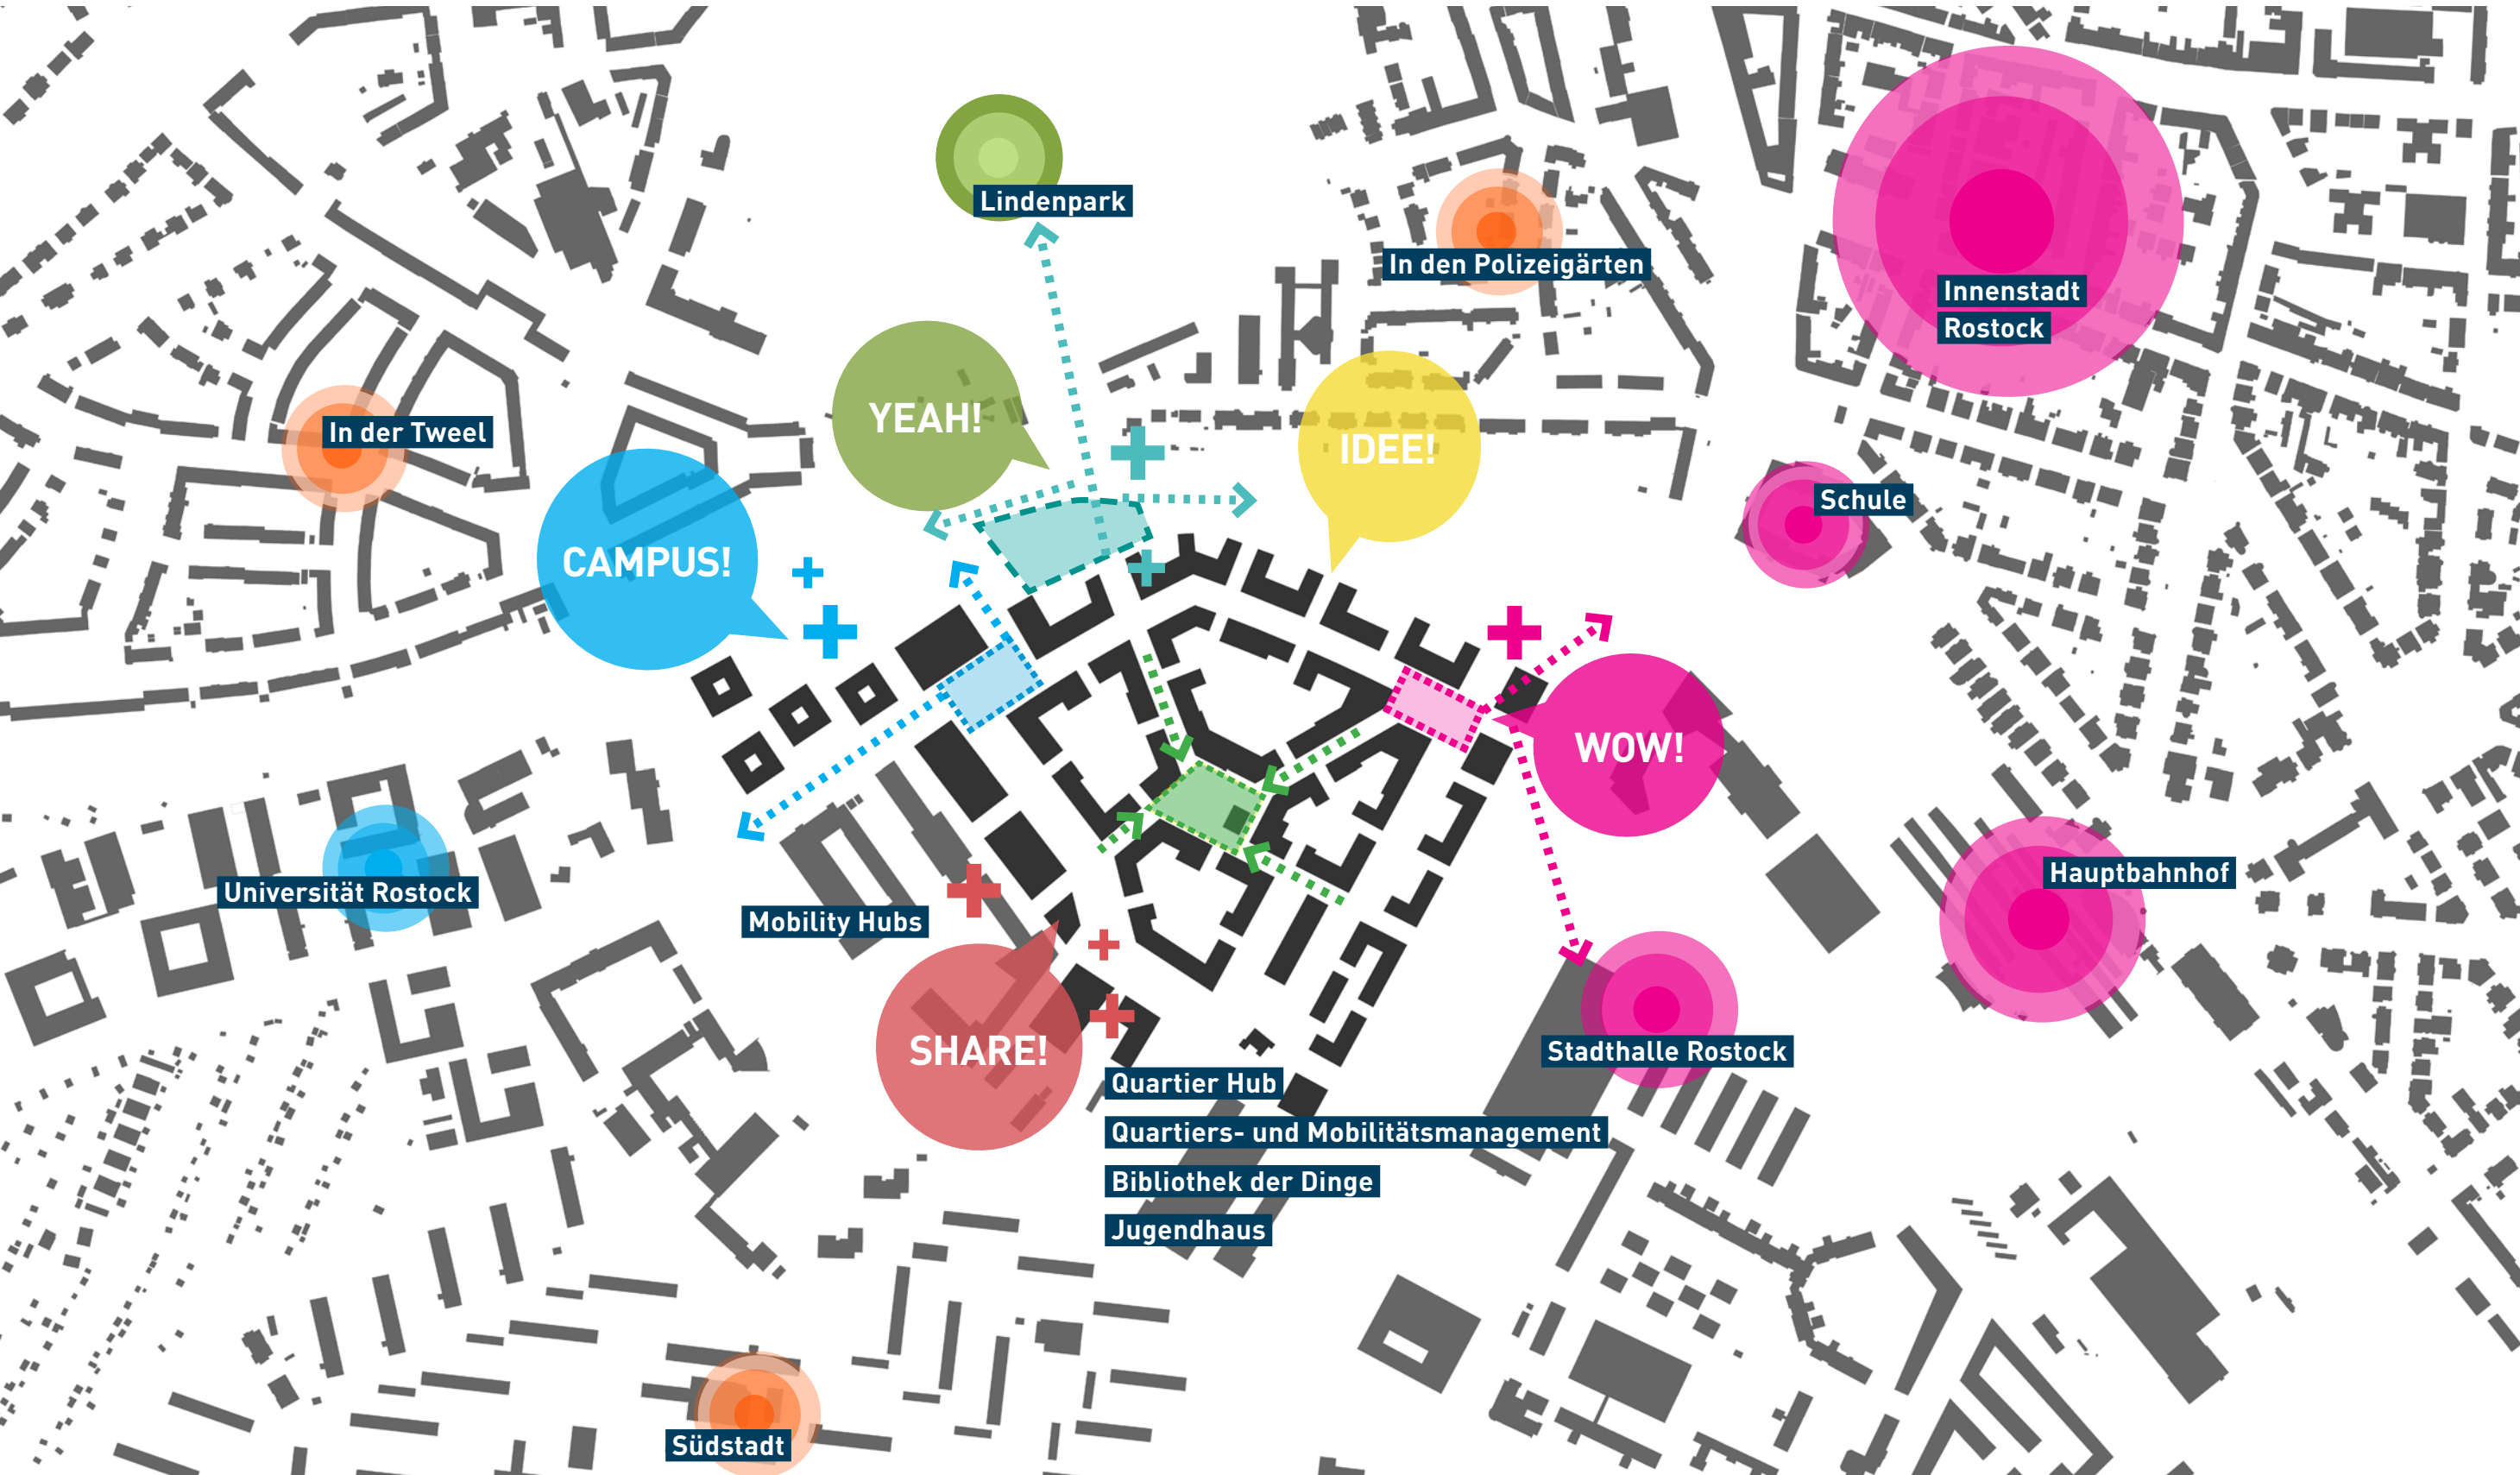 Lindenpark
In den Polizeigärten
Innenstadt
Rostock
YEAH!
IDEE!
In der Tweel
CAMPUS!
Schule
WOW!
Universität Rostock
Mobility Hubs
Hauptbahnhof
SHARE!
Stadthalle Rostock
Quartier Hub
Quartiers- und Mobilitätsmanagement
Bibliothek der Dinge
Jugendhaus
Südstadt